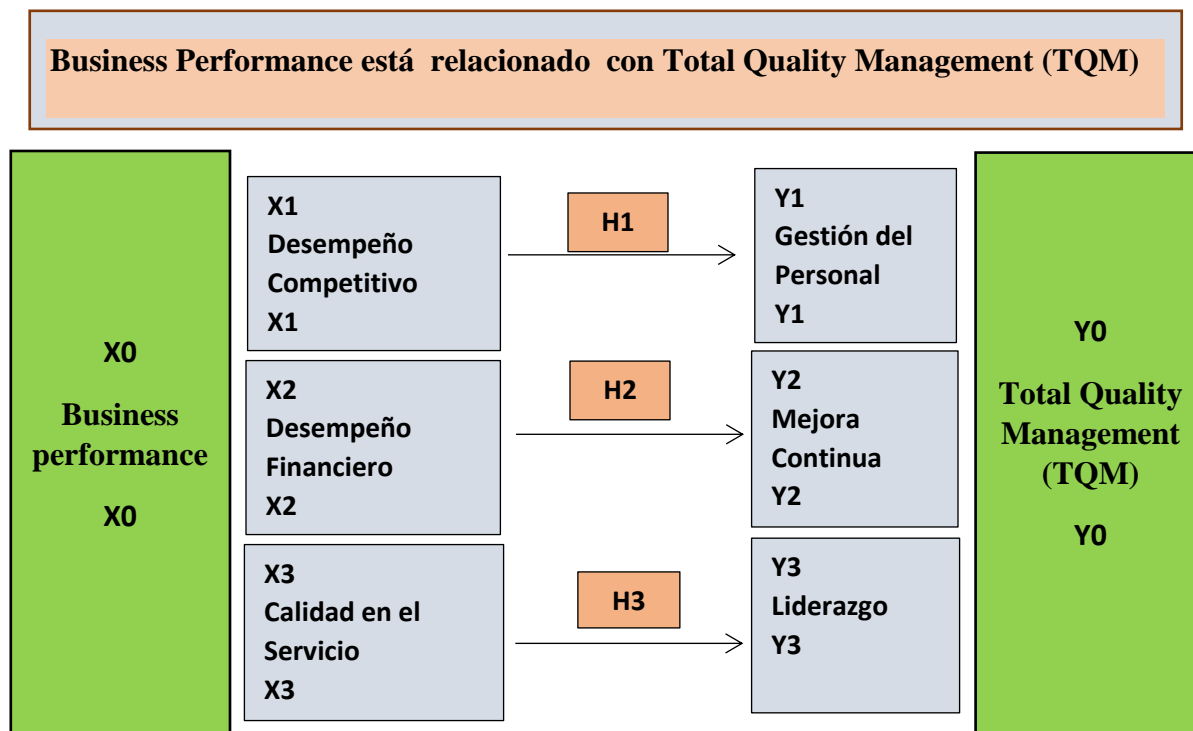 Business Performance está relacionado con Total Quality Management (TQM)
X0
Business
performance
X0
X1
Desempeño
Competitivo
X1
H1
Y1
Gestión del
Personal
Y1
X2
Desempeño
Financiero
X2
H2
Y2
Mejora
Continua
Y2
X3
Calidad en el
Servicio
X3
H3
Y3
Liderazgo
Y3
Y0
Total Quality
Management
(TQM)
Y0